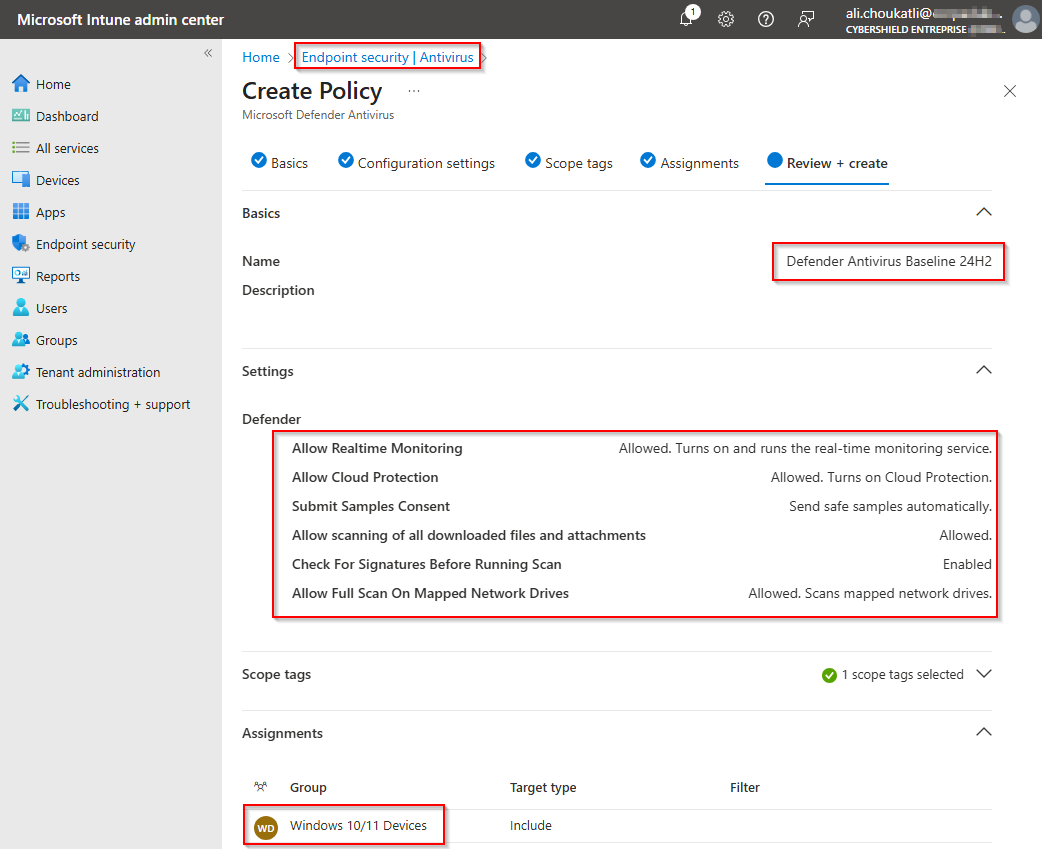 Microsoft Intune admin center
1
ali.choukatli@
CYBERSHIELD ENTREPRISE
«
Home > Endpoint security | Antivirus >
Create Policy ...
Microsoft Defender Antivirus
Home
Dashboard
All services
Devices
Apps
Endpoint security
Reports
Users
Groups
Tenant administration
Troubleshooting + support
Basics Configuration settings Scope tags Assignments Review + create
Basics
Name Defender Antivirus Baseline 24H2
Description
Settings
Defender
Allow Realtime Monitoring Allowed. Turns on and runs the real-time monitoring service.
Allow Cloud Protection Allowed. Turns on Cloud Protection.
Submit Samples Consent Send safe samples automatically.
Allow scanning of all downloaded files and attachments Allowed.
Check For Signatures Before Running Scan Enabled
Allow Full Scan On Mapped Network Drives Allowed. Scans mapped network drives.
Scope tags 1 scope tags selected
Assignments
Group Target type Filter
WD Windows 10/11 Devices Include